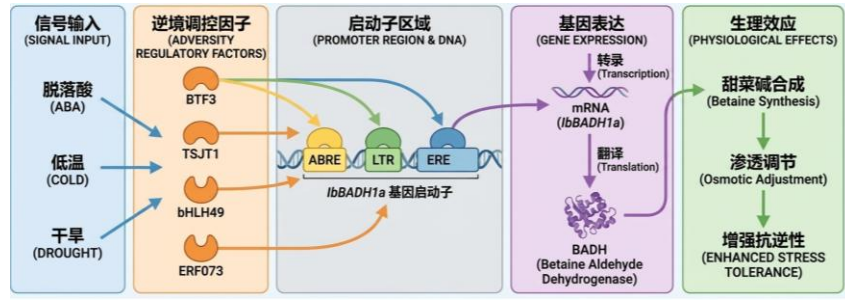 信号输入
(SIGNAL INPUT)
脱落酸
(ABA)
低温
(COLD)
干旱
(DROUGHT)
逆境调控因子
(ADVERSITY
REGULATORY FACTORS)
BTF3
TSJT1
bHLH49
ERF073
启动子区域
(PROMOTER REGION & DNA)
ABRE
LTR
ERE
IbBADH1a 基因启动子
基因表达
(GENE EXPRESSION)
转录
(Transcription)
mRNA
(IbBADH1a)
翻译
(Translation)
BADH
(Betaine Aldehyde
Dehydrogenase)
生理效应
(PHYSIOLOGICAL EFFECTS)
甜菜碱合成
(Betaine Synthesis)
渗透调节
(Osmotic Adjustment)
增强抗逆性
(ENHANCED STRESS
TOLERANCE)